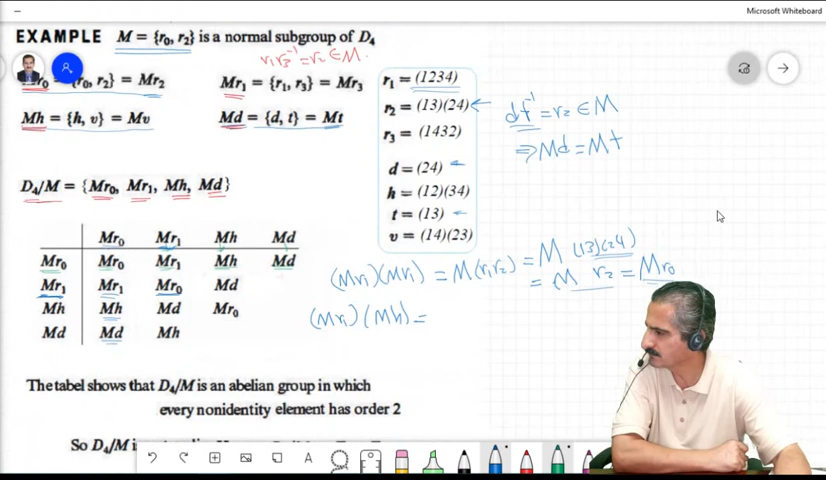 Microsoft Whiteboard
EXAMPLE M = {r₀, r₂} is a normal subgroup of D₄
r₁r₃⁻¹ = r₂ ∈ M.
r₀, r₂} = Mr₂
Mr₁ = {r₁, r₃} = Mr₃
Mh = {h, v} = Mv
Md = {d, t} = Mt
r₁ = (1234)
r₂ = (13)(24)
r₃ = (1432)
d = (24)
h = (12)(34)
t = (13)
v = (14)(23)
dt⁻¹ = r₂ ∈ M
⇒ Md = Mt
D₄/M = {Mr₀, Mr₁, Mh, Md}
Mr₀ Mr₁ Mh Md
Mr₀ Mr₀ Mr₁ Mh Md
Mr₁ Mr₁ Mr₀ Md
Mh Mh Md Mr₀
Md Md Mh
(Mr₁)(Mr₁) = M(r₁r₂) = M (13)(24)
= M r₂ = Mr₀
(Mr₁)(Mh) =
The tabel shows that D₄/M is an abelian group in which
every nonidentity element has order 2
So D₄/M